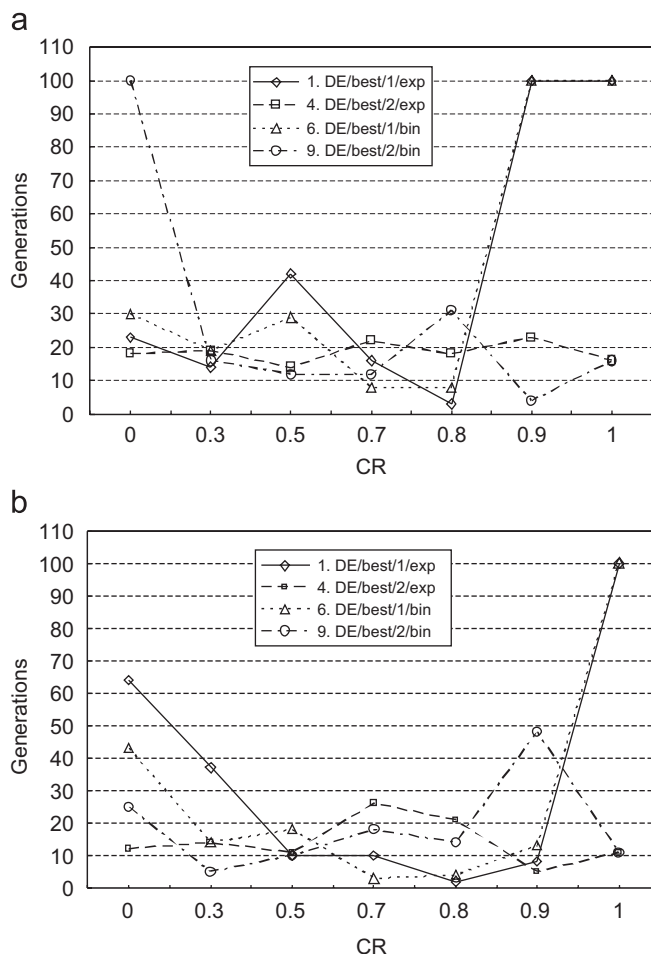 a
110
100
90
80
70
60
50
40
30
20
10
0
Generations
1. DE/best/1/exp
4. DE/best/2/exp
6. DE/best/1/bin
9. DE/best/2/bin
0 0.3 0.5 0.7 0.8 0.9 1
CR
b
110
100
90
80
70
60
50
40
30
20
10
0
Generations
1. DE/best/1/exp
4. DE/best/2/exp
6. DE/best/1/bin
9. DE/best/2/bin
0 0.3 0.5 0.7 0.8 0.9 1
CR